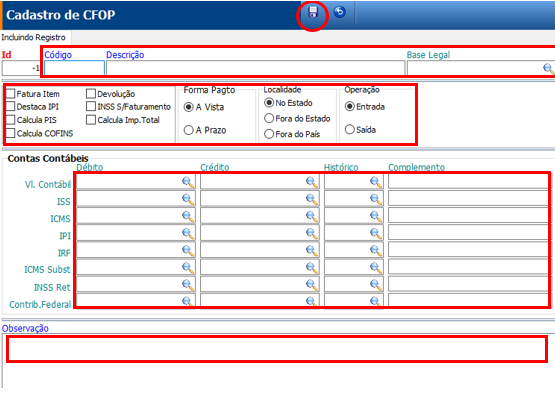 Cadastro de CFOP
Incluindo Registro
Id Código Descrição Base Legal
-1
Fatura Item Devolução
Destaca IPI INSS S/Faturamento
Calcula PIS Calcula Imp.Total
Calcula COFINS
Forma Pagto
A Vista
A Prazo
Localidade
No Estado
Fora do Estado
Fora do País
Operação
Entrada
Saída
Contas Contábeis
Débito Crédito Histórico Complemento
Vl. Contábil
ISS
ICMS
IPI
IRF
ICMS Subst
INSS Ret
Contrib.Federal
Observação